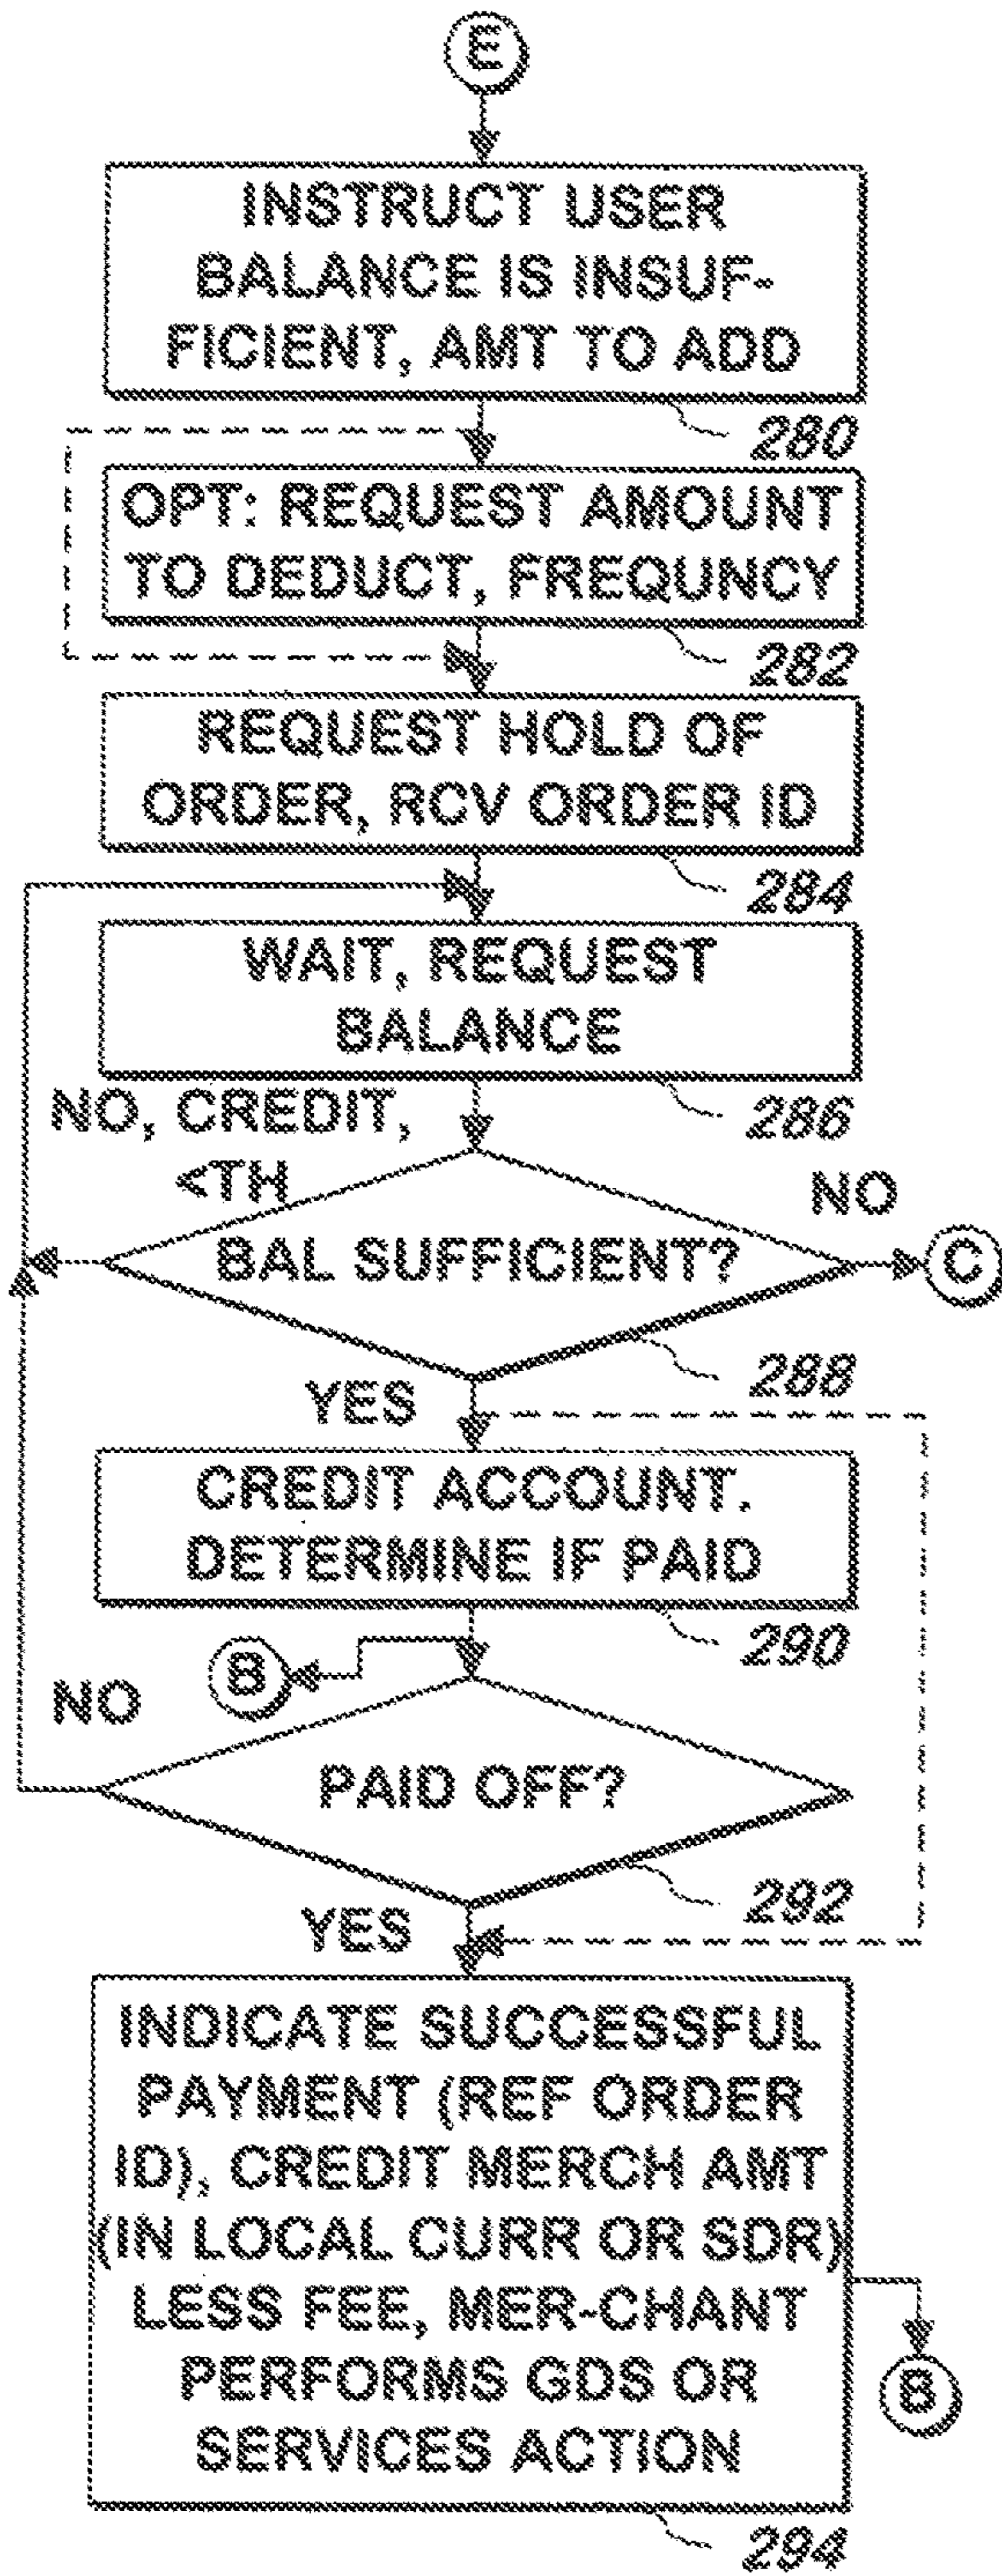 E
INSTRUCT USER
BALANCE IS INSUF-
FICIENT, AMT TO ADD
280
OPT: REQUEST AMOUNT
TO DEDUCT, FREQUNCY
282
REQUEST HOLD OF
ORDER, RCV ORDER ID
284
WAIT, REQUEST
BALANCE
286
NO, CREDIT,
<TH
NO
BAL SUFFICIENT?
C
288
YES
CREDIT ACCOUNT.
DETERMINE IF PAID
290
B
NO
PAID OFF?
292
YES
INDICATE SUCCESSFUL
PAYMENT (REF ORDER
ID), CREDIT MERCH AMT
(IN LOCAL CURR OR SDR)
LESS FEE, MER-CHANT
PERFORMS GDS OR
SERVICES ACTION
B
294